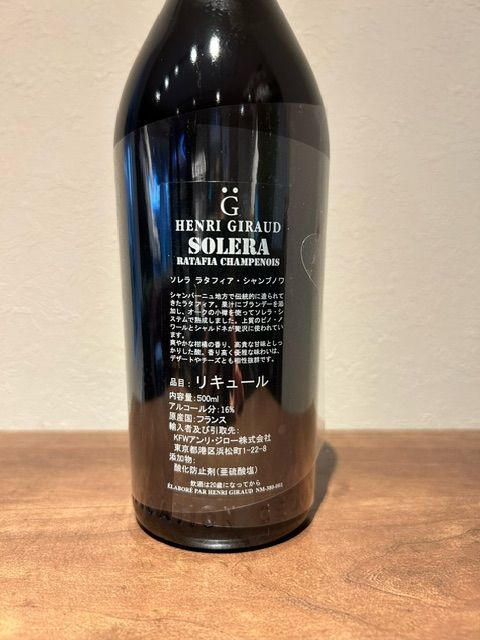 G
HENRI GIRAUD
SOLERA
RATAFIA CHAMPENOIS
ソレラ ラタフィア・シャンプノワ
シャンパーニュ地方で伝統的に造られて
きたラタフィア。果汁にブランデーを添
加し、オークの小樽を使ってソレラ・シ
ステムで熟成しました。上質のピノ・ノ
ワールとシャルドネが贅沢に使われてい
ます。
爽やかな柑橘の香り、高貴な甘味としっ
かりした酸。香り高く優雅な味わいは、
デザートやチーズとも相性抜群です。
品目：リキュール
内容量：500ml
アルコール分：16%
原産国：フランス
輸入者及び引取先：
KFWアンリ・ジロー株式会社
東京都港区浜松町1-22-8
添加物：
酸化防止剤(亜硫酸塩)
飲酒は20歳になってから
ÉLABORÉ PAR HENRI GIRAUD NM-380-001